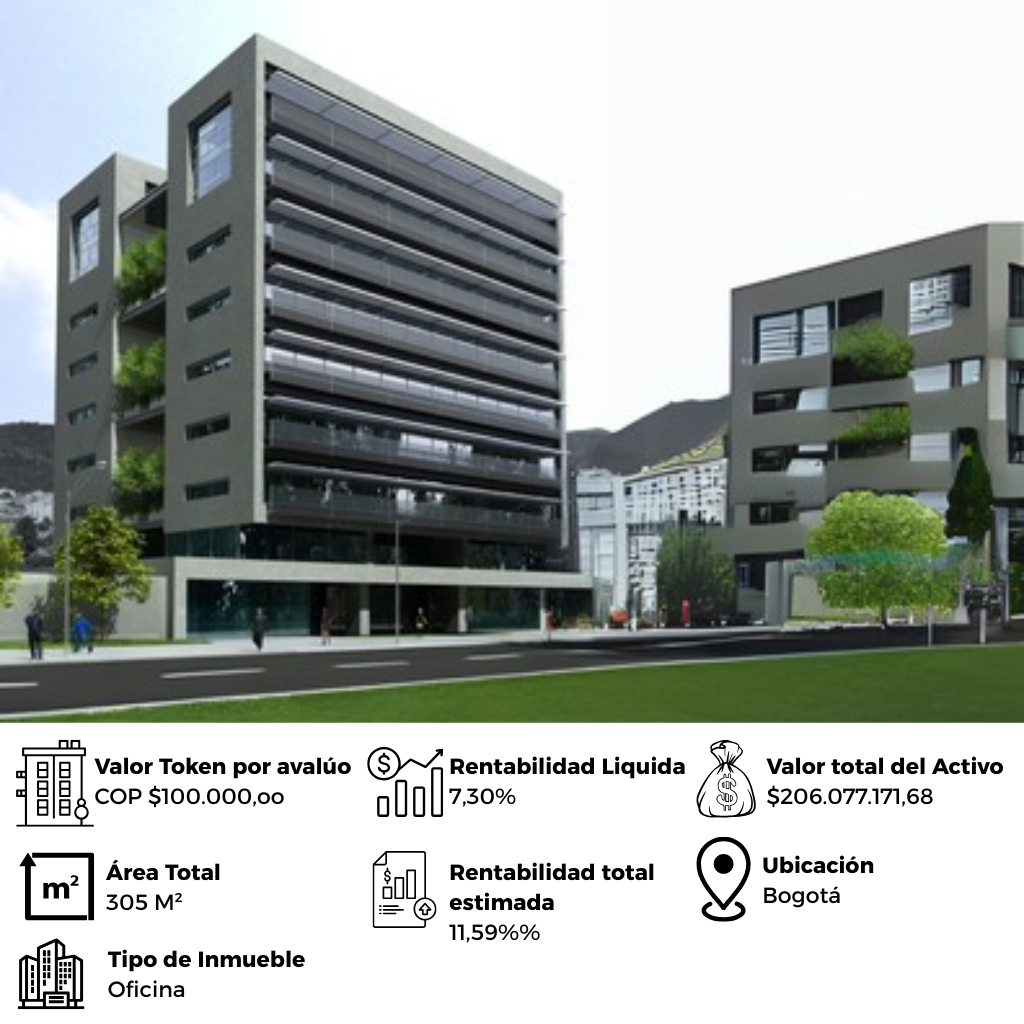 Valor Token por avalúo
COP $100.000,oo
Rentabilidad Liquida
7,30%
Valor total del Activo
$206.077.171,68
m²
Área Total
305 M²
Rentabilidad total
estimada
11,59%%
Ubicación
Bogotá
Tipo de Inmueble
Oficina